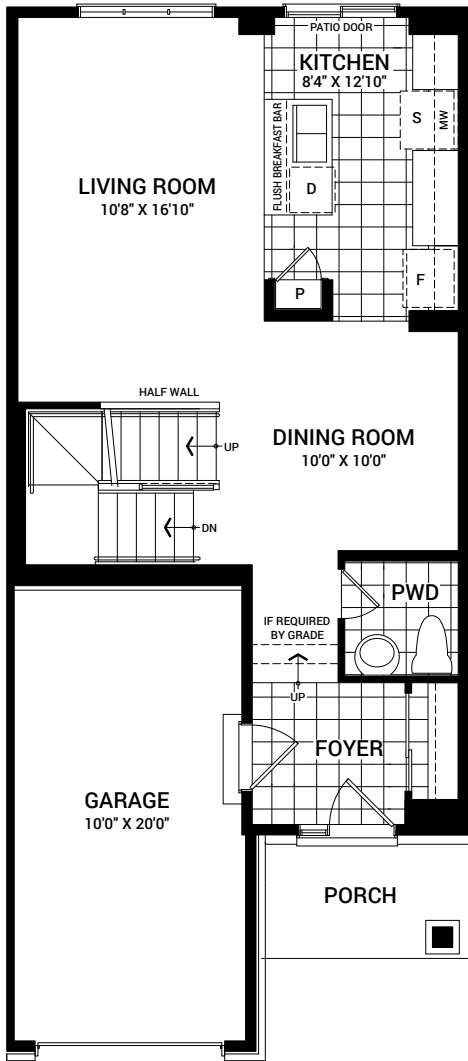 PATIO DOOR
KITCHEN
8'4" X 12'10"
S
MW
FLUSH BREAKFAST BAR
D
LIVING ROOM
10'8" X 16'10"
F
P
HALF WALL
UP
DINING ROOM
10'0" X 10'0"
DN
PWD
IF REQUIRED
BY GRADE
UP
FOYER
GARAGE
10'0" X 20'0"
PORCH